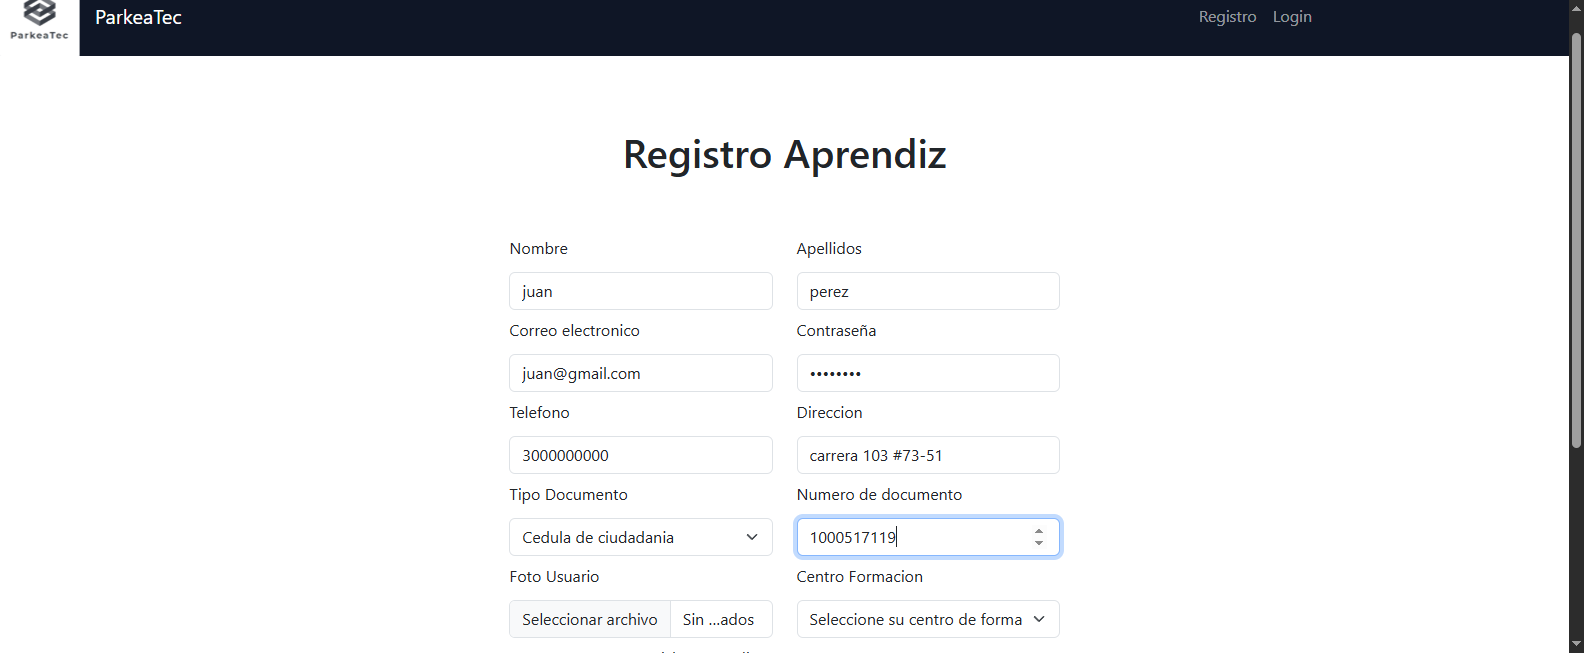 ParkeaTec
ParkeaTec
Registro Login
Registro Aprendiz
Nombre
Apellidos
juan
perez
Correo electronico
Contraseña
juan@gmail.com
••••••••
Telefono
Direccion
3000000000
carrera 103 #73-51
Tipo Documento
Numero de documento
Cedula de ciudadania
1000517119
Foto Usuario
Centro Formacion
Seleccionar archivo
Sin ...ados
Seleccione su centro de forma